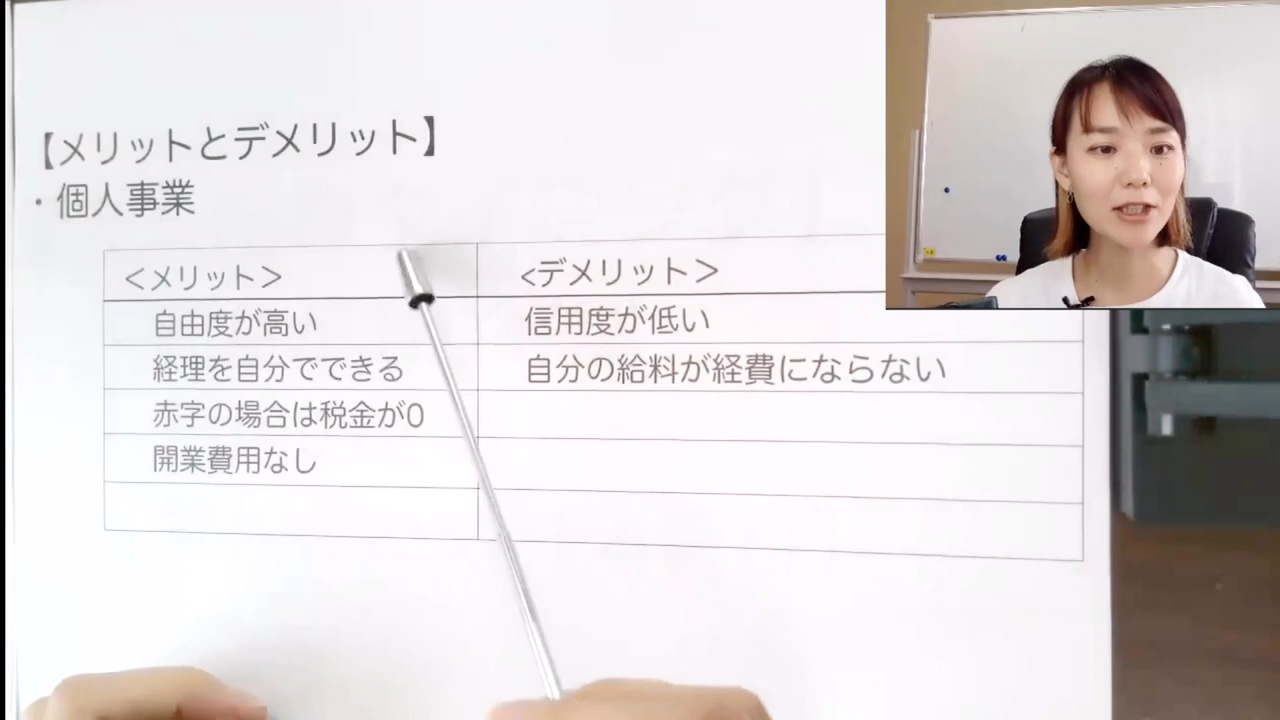 【メリットとデメリット】
・個人事業
＜メリット＞ <デメリット＞
自由度が高い 信用度が低い
経理を自分でできる 自分の給料が経費にならない
赤字の場合は税金が0
開業費用なし